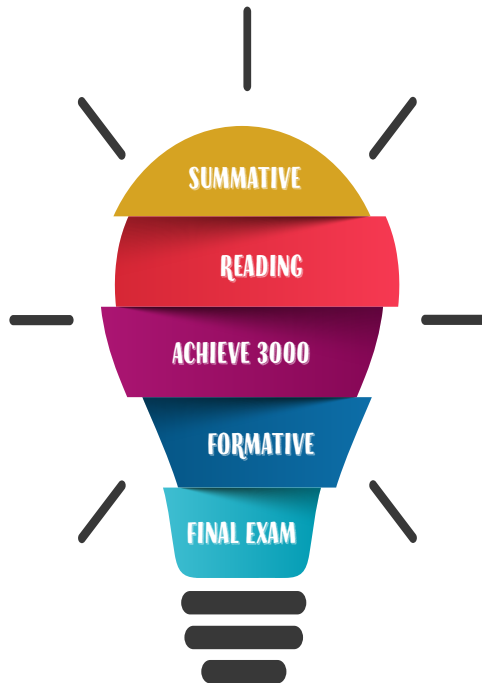 SUMMATIVE
READING
ACHIEVE 3000
FORMATIVE
FINAL EXAM